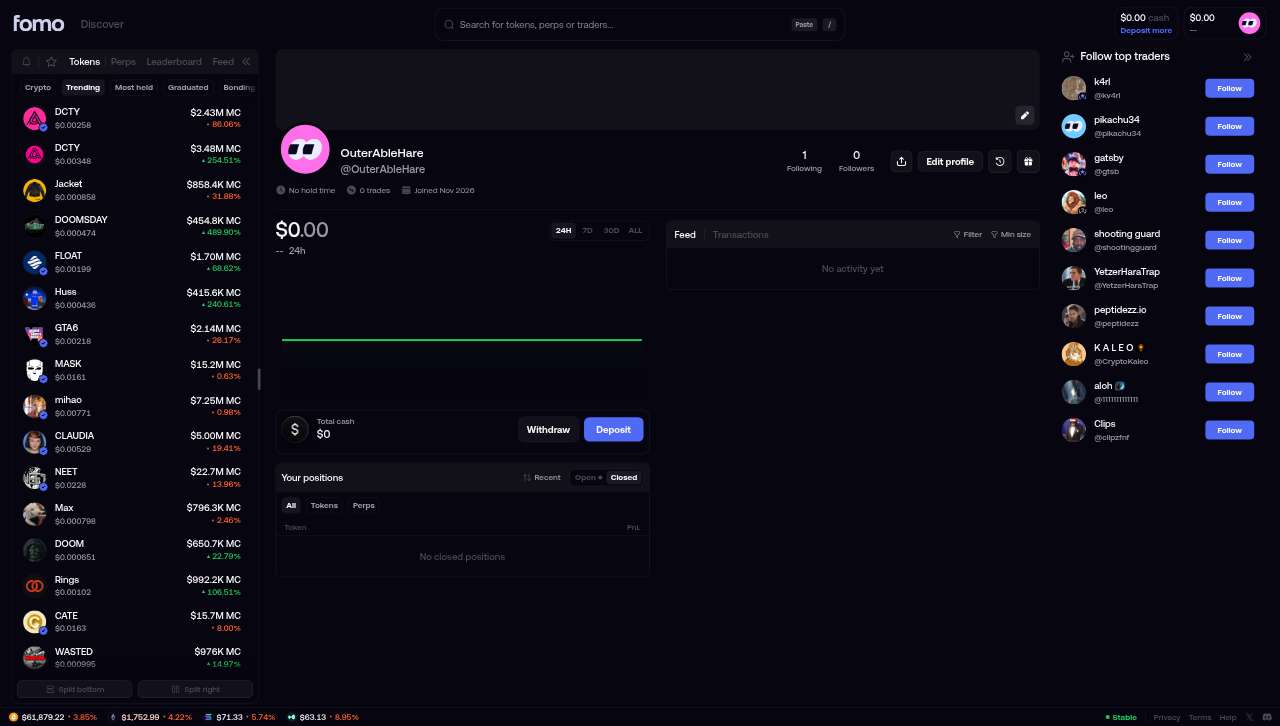 fomo Discover
Search for tokens, perps or traders... Paste /
$0.00 cash
Deposit more
$0.00
—
Tokens Perps Leaderboard Feed
Crypto Trending Most held Graduated Bonding
DCTY $2.43M MC
$0.00258 86.06%
DCTY $3.48M MC
$0.00348 254.51%
Jacket $858.4K MC
$0.000858 31.88%
DOOMSDAY $454.8K MC
$0.000474 489.90%
FLOAT $1.70M MC
$0.00199 68.62%
Huss $415.6K MC
$0.000436 240.61%
GTA6 $2.14M MC
$0.00218 26.17%
MASK $15.2M MC
$0.0161 0.63%
mihao $7.25M MC
$0.00771 0.98%
CLAUDIA $5.00M MC
$0.00529 19.41%
NEET $22.7M MC
$0.0228 13.96%
Max $796.3K MC
$0.000798 2.46%
DOOM $650.7K MC
$0.000651 22.79%
Rings $992.2K MC
$0.00102 106.51%
CATE $15.7M MC
$0.0163 8.00%
WASTED $976K MC
$0.000995 14.97%
Split bottom Split right
OuterAbleHare
@OuterAbleHare
1 Following
0 Followers
Edit profile
No hold time 0 trades Joined Nov 2026
$0.00
-- 24h
24H 7D 30D ALL
Total cash
$0
Withdraw Deposit
Your positions Recent Open Closed
All Tokens Perps
Token PnL
No closed positions
Feed Transactions Filter Min size
No activity yet
Follow top traders
k4rl
@kv4rl
Follow
pikachu34
@pikachu34
Follow
gatsby
@gtsb
Follow
leo
@leo
Follow
shooting guard
@shootingguard
Follow
YetzerHaraTrap
@YetzerHaraTrap
Follow
peptidezz.io
@peptidezz
Follow
K A L E O
@CryptoKaleo
Follow
aloh
Follow
Clips
@clipzfnf
Follow
$61,879.22 3.85% $1,752.99 4.22% $71.33 5.74% $63.13 8.95%
Stable Privacy Terms Help